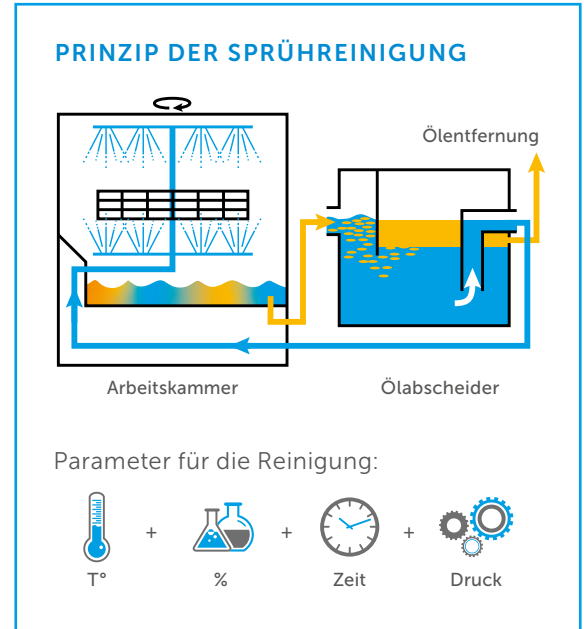 PRINZIP DER SPRÜHREINIGUNG
Ölentfernung
Arbeitskammer
Ölabscheider
Parameter für die Reinigung:
+ + +
T° % Zeit Druck